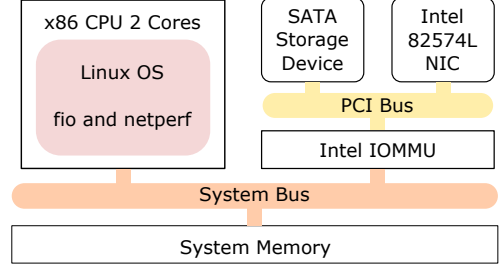 x86 CPU 2 Cores
Linux OS
fio and netperf
SATA
Storage
Device
Intel
82574L
NIC
PCI Bus
Intel IOMMU
System Bus
System Memory